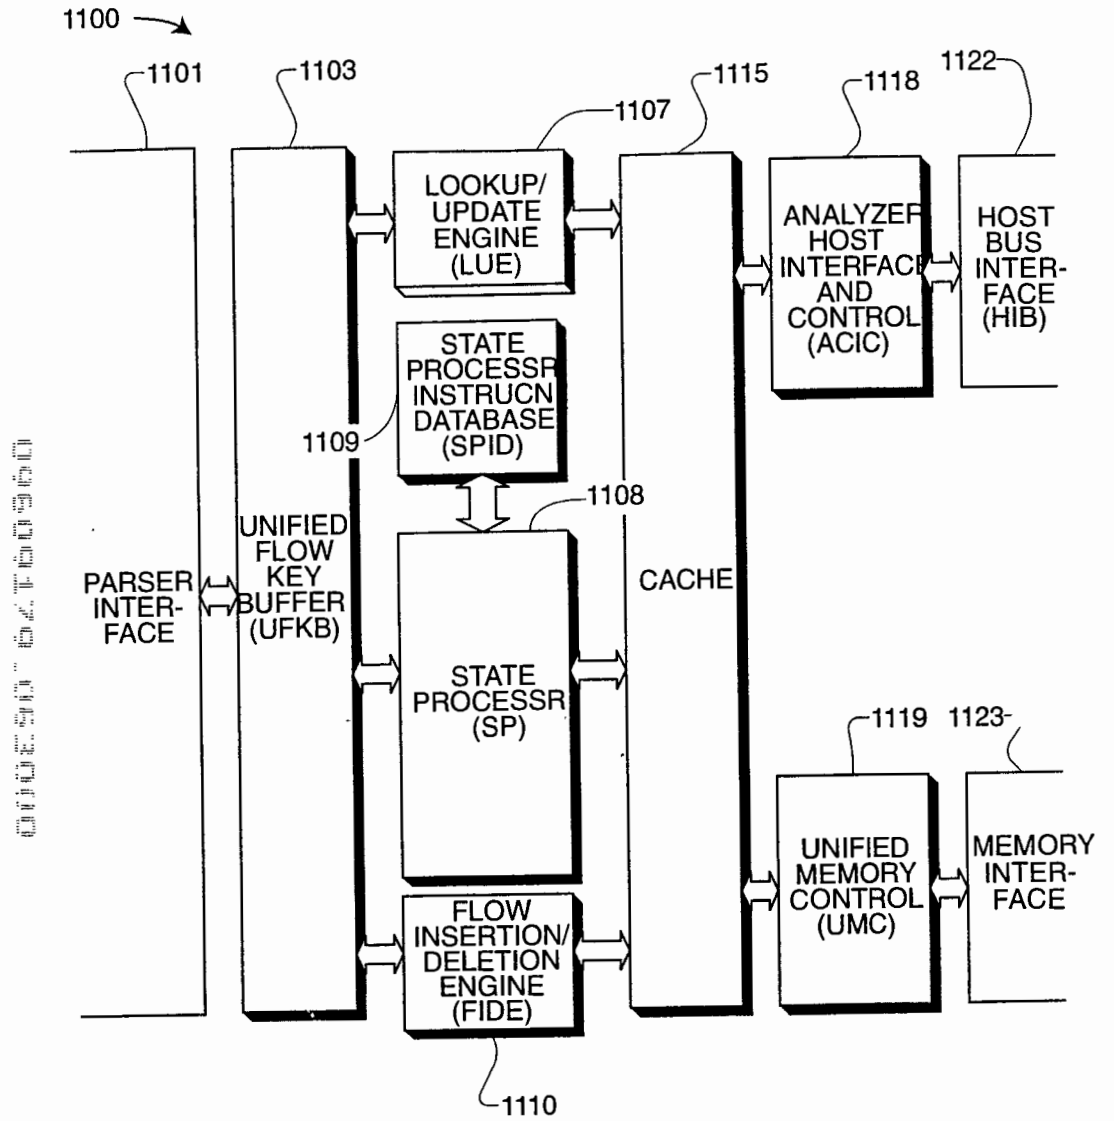 1100
1101
1103
1107
1115
1118
1122
LOOKUP/
UPDATE
ENGINE
(LUE)
ANALYZER
HOST
INTERFACE
AND
CONTROL
(ACIC)
HOST
BUS
INTER-
FACE
(HIB)
STATE
PROCESSR
INSTRUCN
DATABASE
(SPID)
1109
1108
UNIFIED
FLOW
KEY
BUFFER
(UFKB)
PARSER
INTER-
FACE
CACHE
STATE
PROCESSR
(SP)
1119
1123
UNIFIED
MEMORY
CONTROL
(UMC)
MEMORY
INTER-
FACE
FLOW
INSERTION/
DELETION
ENGINE
(FIDE)
1110
09609179.063000